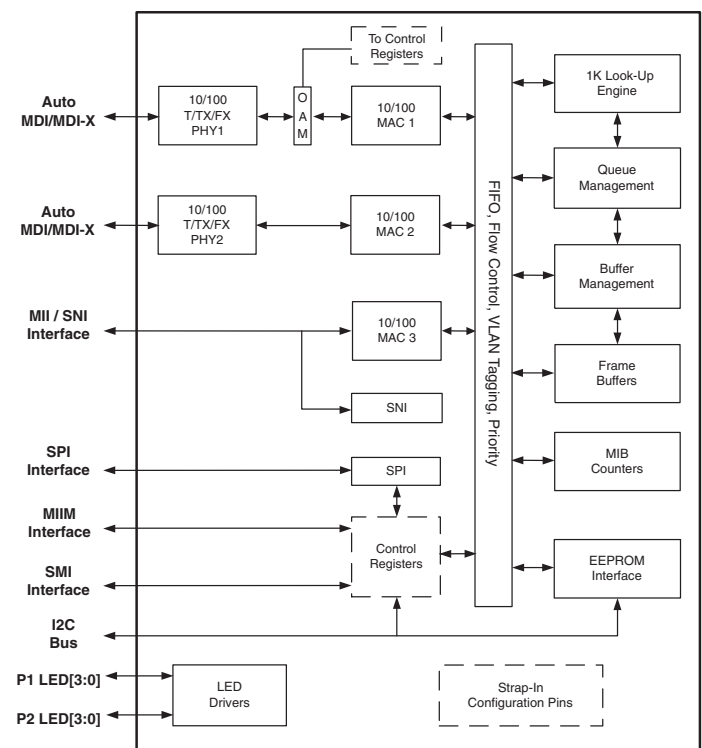 To Control
Registers
Auto
MDI/MDI-X
10/100
T/TX/FX
PHY1
O
A
M
10/100
MAC 1
1K Look-Up
Engine
Queue
Management
Auto
MDI/MDI-X
10/100
T/TX/FX
PHY2
10/100
MAC 2
FIFO, Flow Control, VLAN Tagging, Priority
Buffer
Management
MII / SNI
Interface
10/100
MAC 3
Frame
Buffers
SNI
SPI
Interface
SPI
MIB
Counters
MIIM
Interface
Control
Registers
EEPROM
Interface
SMI
Interface
I2C
Bus
P1 LED[3:0]
LED
Drivers
Strap-In
Configuration Pins
P2 LED[3:0]